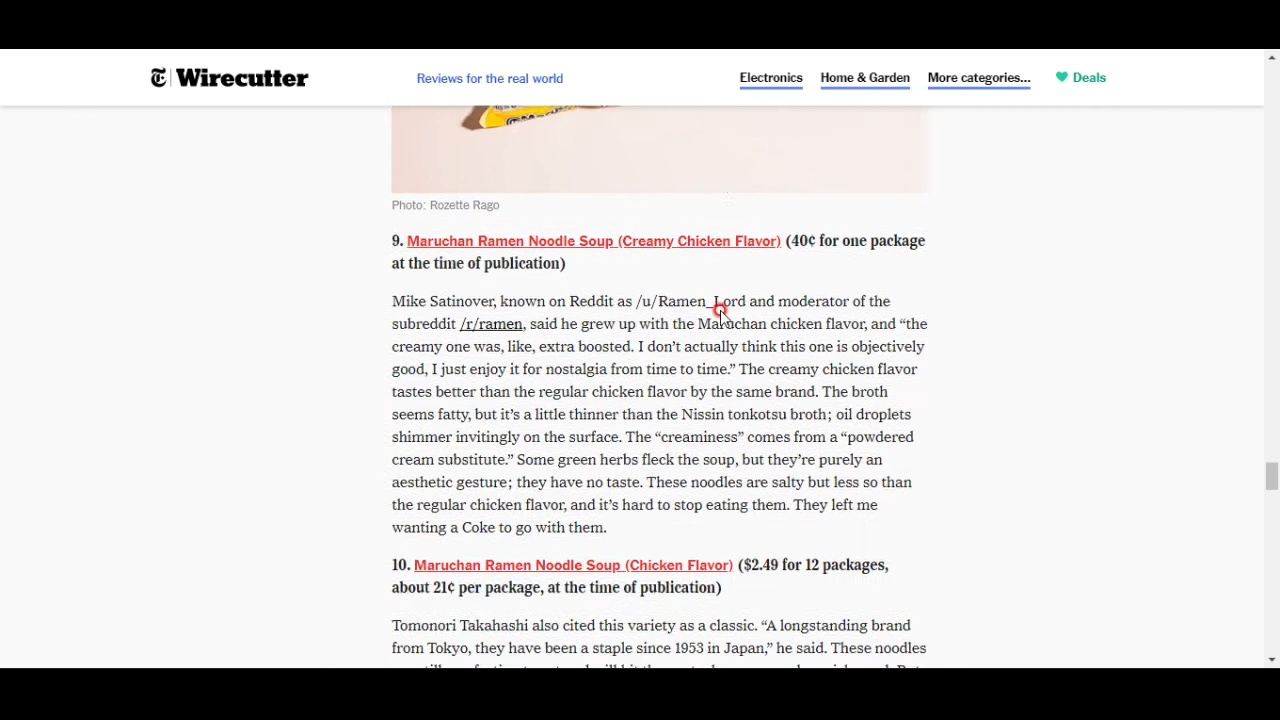 Wirecutter
Reviews for the real world
Electronics
Home & Garden
More categories...
Deals
Photo: Rozette Rago
9. Maruchan Ramen Noodle Soup (Creamy Chicken Flavor) (40¢ for one package
at the time of publication)
Mike Satinover, known on Reddit as /u/Ramen_Lord and moderator of the
subreddit /r/ramen, said he grew up with the Maruchan chicken flavor, and “the
creamy one was, like, extra boosted. I don’t actually think this one is objectively
good, I just enjoy it for nostalgia from time to time.” The creamy chicken flavor
tastes better than the regular chicken flavor by the same brand. The broth
seems fatty, but it’s a little thinner than the Nissin tonkotsu broth; oil droplets
shimmer invitingly on the surface. The “creaminess” comes from a “powdered
cream substitute.” Some green herbs fleck the soup, but they’re purely an
aesthetic gesture; they have no taste. These noodles are salty but less so than
the regular chicken flavor, and it’s hard to stop eating them. They left me
wanting a Coke to go with them.
10. Maruchan Ramen Noodle Soup (Chicken Flavor) ($2.49 for 12 packages,
about 21¢ per package, at the time of publication)
Tomonori Takahashi also cited this variety as a classic. “A longstanding brand
from Tokyo, they have been a staple since 1953 in Japan,” he said. These noodles